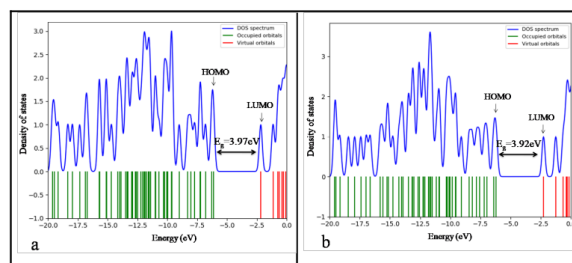 DOS spectrum
Occupied orbitals
Virtual orbitals
HOMO
LUMO
Eg=3.97eV
Density of states
3.0
2.5
2.0
1.5
1.0
0.5
0.0
-0.5
-1.0
-20.0 -17.5 -15.0 -12.5 -10.0 -7.5 -5.0 -2.5 0.0
Energy (eV)
a
DOS spectrum
Occupied orbitals
Virtual orbitals
HOMO
LUMO
Eg=3.92eV
Density of states
3
2
1
0
-1
-20.0 -17.5 -15.0 -12.5 -10.0 -7.5 -5.0 -2.5 0.0
Energy (eV)
b